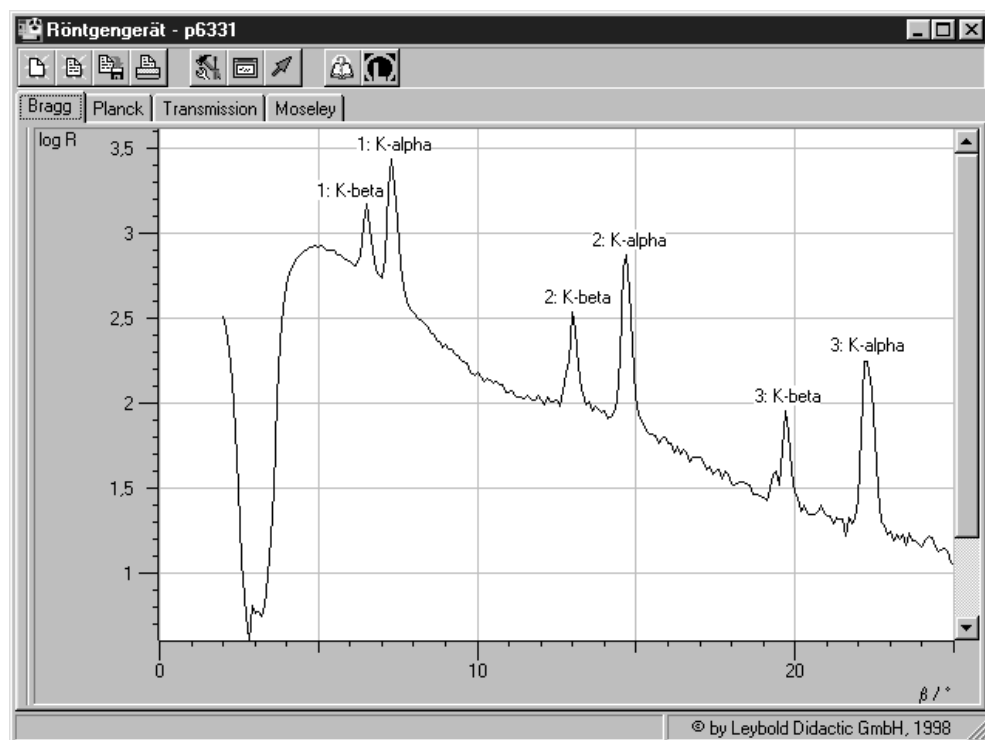 Röntgengerät - p6331
Bragg Planck Transmission Moseley
log R
3,5
1: K-alpha
1: K-beta
3
2: K-alpha
2,5
2: K-beta
3: K-alpha
2
3: K-beta
1,5
1
0 10 20
β / °
© by Leybold Didactic GmbH, 1998